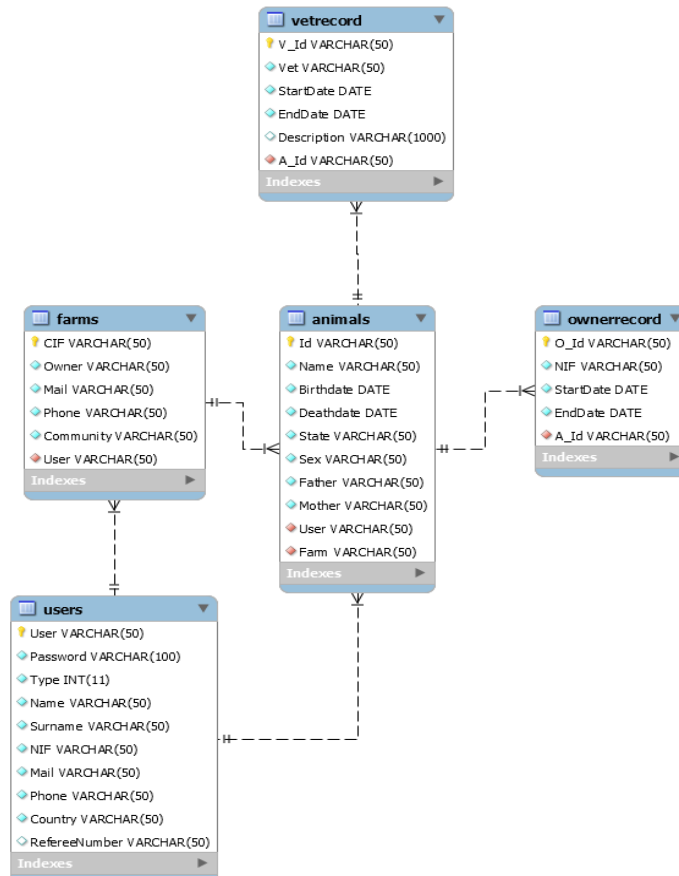 vetrecord
V_Id VARCHAR(50)
Vet VARCHAR(50)
StartDate DATE
EndDate DATE
Description VARCHAR(1000)
A_Id VARCHAR(50)
Indexes
farms
CIF VARCHAR(50)
Owner VARCHAR(50)
Mail VARCHAR(50)
Phone VARCHAR(50)
Community VARCHAR(50)
User VARCHAR(50)
Indexes
animals
Id VARCHAR(50)
Name VARCHAR(50)
Birthdate DATE
Deathdate DATE
State VARCHAR(50)
Sex VARCHAR(50)
Father VARCHAR(50)
Mother VARCHAR(50)
User VARCHAR(50)
Farm VARCHAR(50)
Indexes
ownerrecord
O_Id VARCHAR(50)
NIF VARCHAR(50)
StartDate DATE
EndDate DATE
A_Id VARCHAR(50)
Indexes
users
User VARCHAR(50)
Password VARCHAR(100)
Type INT(11)
Name VARCHAR(50)
Surname VARCHAR(50)
NIF VARCHAR(50)
Mail VARCHAR(50)
Phone VARCHAR(50)
Country VARCHAR(50)
RefereeNumber VARCHAR(50)
Indexes